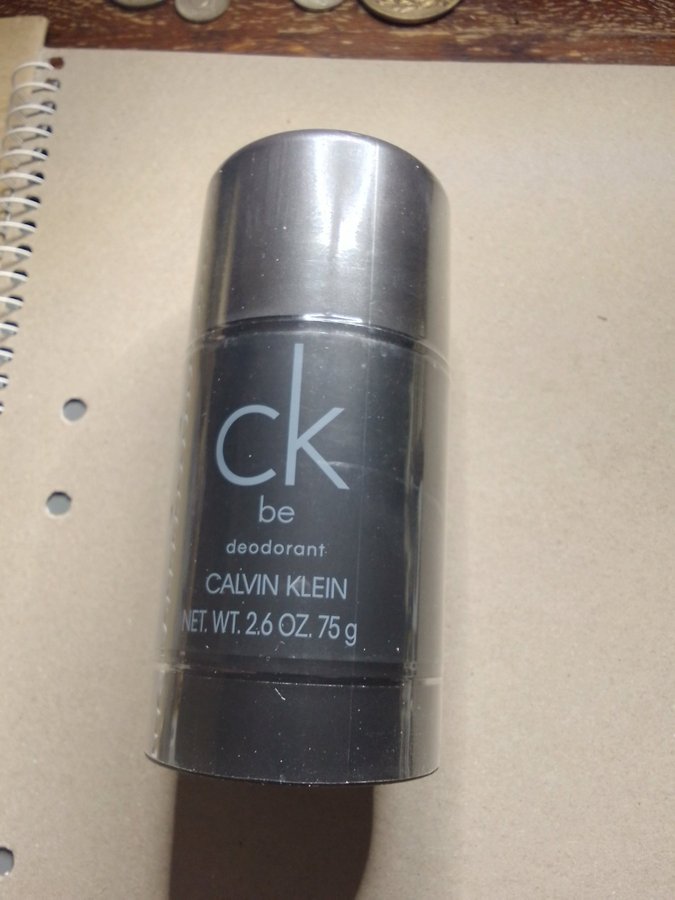 ck
be
deodorant
CALVIN KLEIN
NET. WT. 2.6 OZ. 75 g